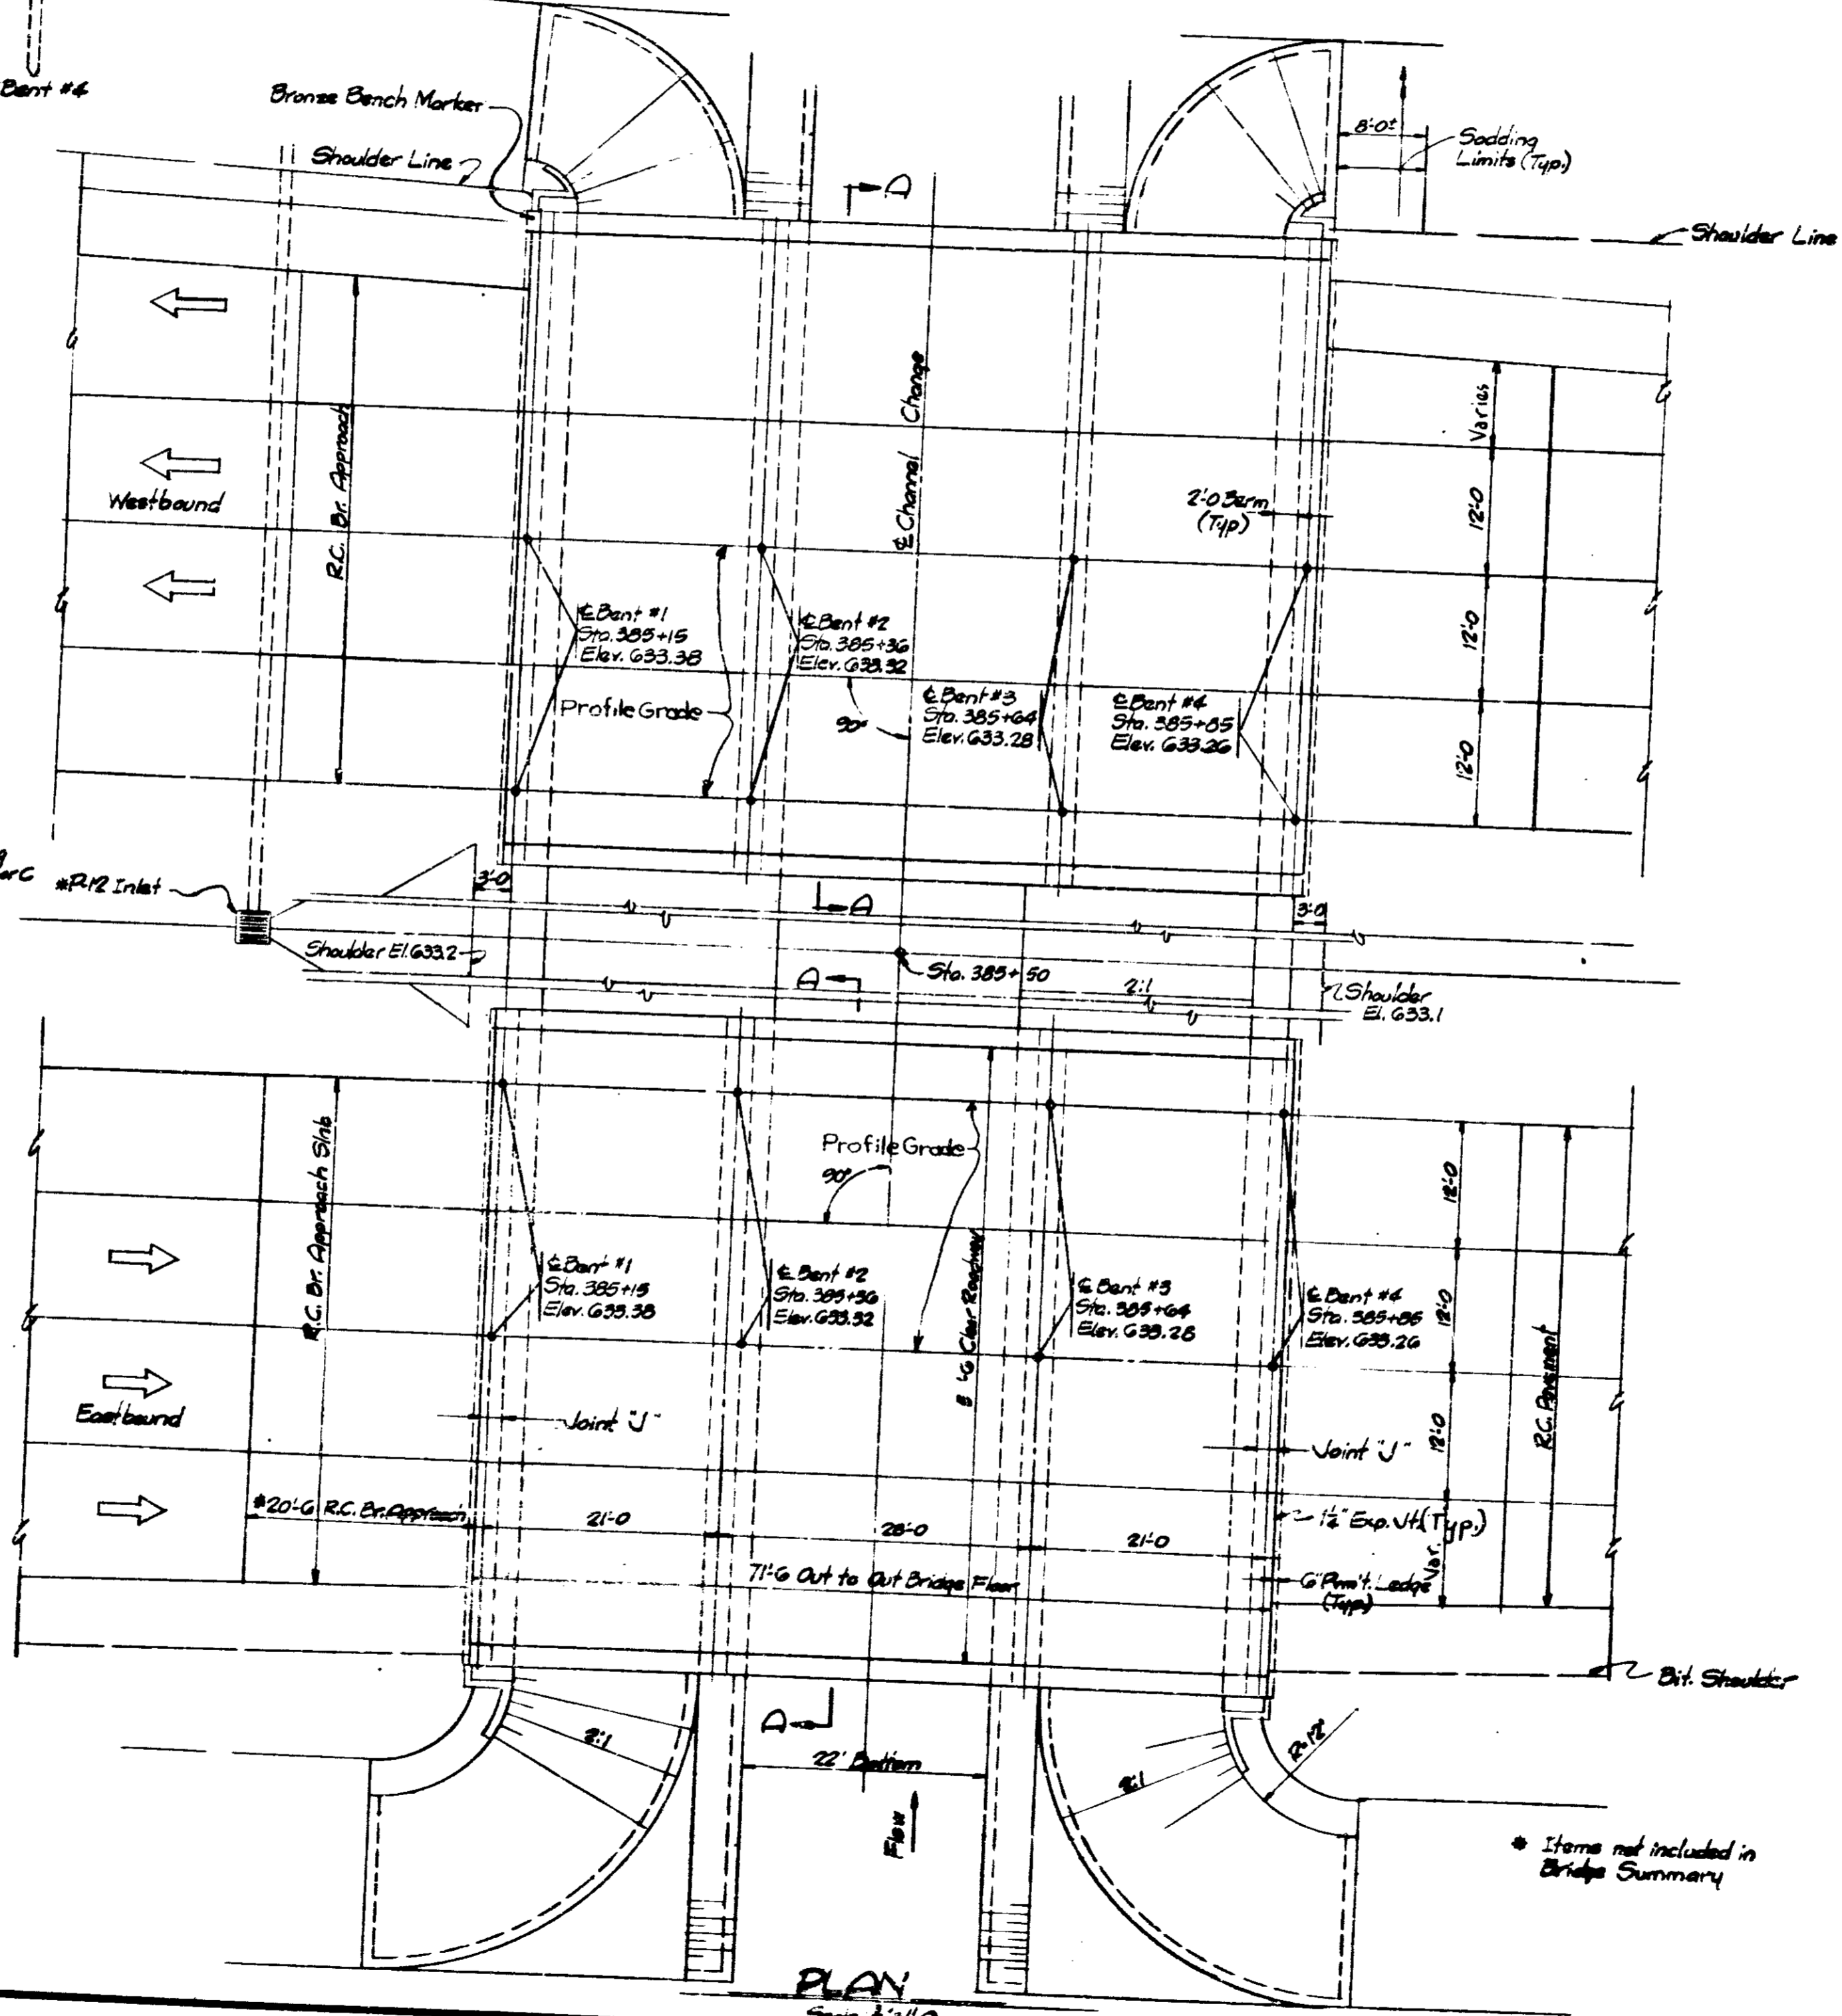 Bent #4
Bronze Bench Marker
Shoulder Line
A
8'-0±
Sodding
Limits (Typ.)
Shoulder Line
Westbound
R.C. Br. Approach
℄ Channel Change
2'-0 Berm
(Typ)
Varies
12'-0
12'-0
12'-0
℄ Bent #1
Sta. 385+15
Elev. 633.38
℄ Bent #2
Sta. 385+36
Elev. 633.32
Profile Grade
90°
℄ Bent #3
Sta. 385+64
Elev. 633.28
℄ Bent #4
Sta. 385+85
Elev. 633.26
*P-12 Inlet
3'-0
A
3'-0
Shoulder El. 633.2
A
Sta. 385+50
2:1
Shoulder
El. 633.1
R.C. Br. Approach Slab
Profile Grade
90°
12'-0
12'-0
12'-0
℄ Bent #1
Sta. 385+15
Elev. 633.38
℄ Bent #2
Sta. 385+36
Elev. 633.32
Clear Roadway
℄ Bent #3
Sta. 385+64
Elev. 633.28
℄ Bent #4
Sta. 385+85
Elev. 633.26
R.C. Pavement
Eastbound
Joint "J"
Joint "J"
*20'-6 R.C. Br. Approach
21'-0
28'-0
21'-0
1¼" Exp. Jt. (Typ.)
Var.
71'-6 Out to Out Bridge Floor
6" Pvm't. Ledge
(Typ.)
Bit. Shoulder
2:1
A
22' Bottom
2:1
R=12'
Flow
* Items not included in
Bridge Summary
PLAN